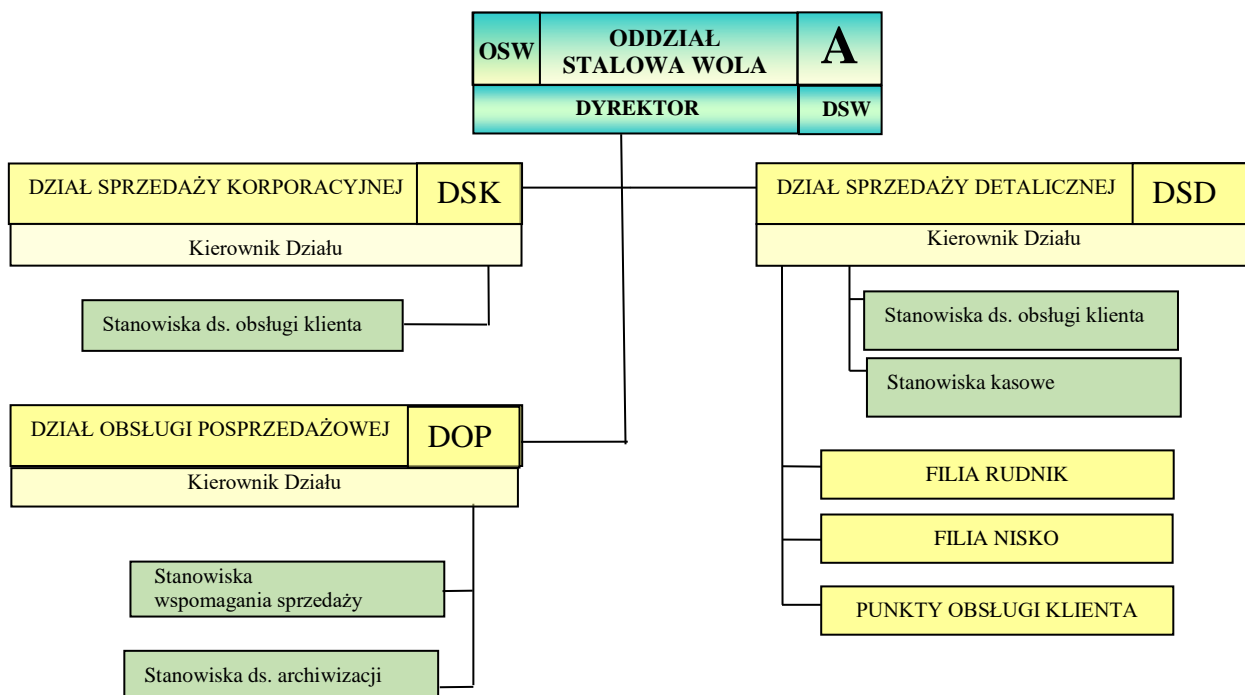 OSW
ODDZIAŁ
STALOWA WOLA
A
DYREKTOR
DSW
DZIAŁ SPRZEDAŻY KORPORACYJNEJ
DSK
Kierownik Działu
Stanowiska ds. obsługi klienta
DZIAŁ SPRZEDAŻY DETALICZNEJ
DSD
Kierownik Działu
Stanowiska ds. obsługi klienta
Stanowiska kasowe
DZIAŁ OBSŁUGI POSPRZEDAŻOWEJ
DOP
Kierownik Działu
Stanowiska
wspomagania sprzedaży
Stanowiska ds. archiwizacji
FILIA RUDNIK
FILIA NISKO
PUNKTY OBSŁUGI KLIENTA